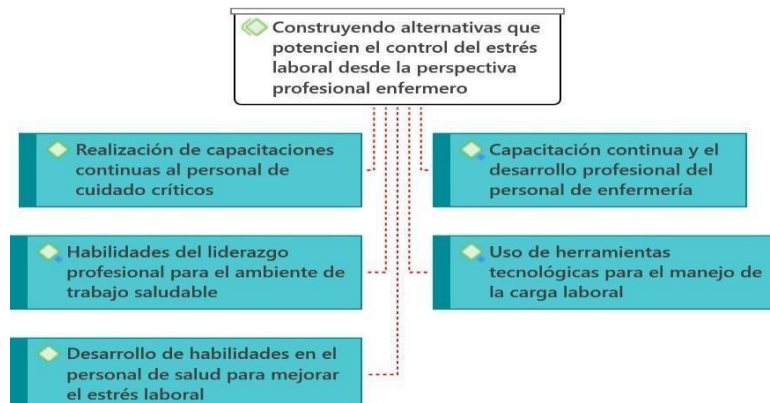 Construyendo alternativas que
potencien el control del estrés
laboral desde la perspectiva
profesional enfermero
Realización de capacitaciones
continuas al personal de
cuidado críticos
Capacitación continua y el
desarrollo profesional del
personal de enfermería
Habilidades del liderazgo
profesional para el ambiente de
trabajo saludable
Uso de herramientas
tecnológicas para el manejo de
la carga laboral
Desarrollo de habilidades en el
personal de salud para mejorar
el estrés laboral